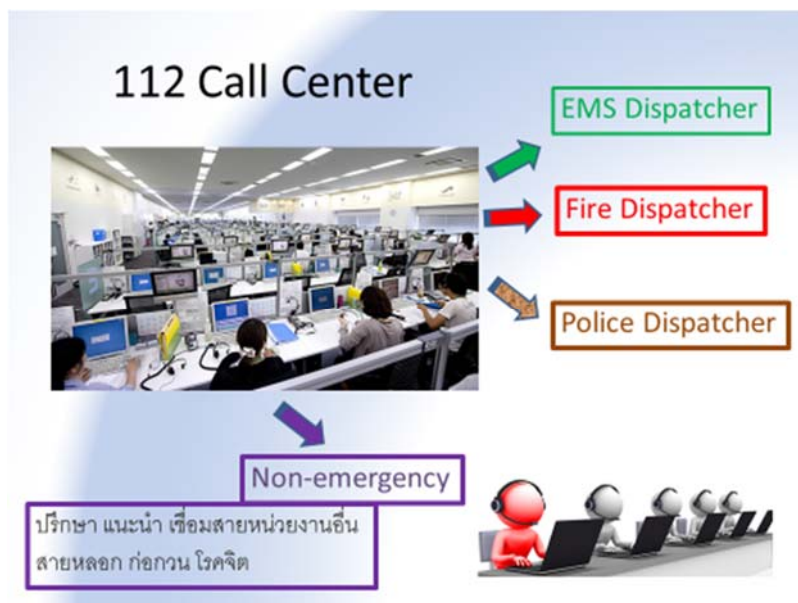 112 Call Center
EMS Dispatcher
Fire Dispatcher
Police Dispatcher
Non-emergency
ปรึกษา แนะนำ เชื่อมสายหน่วยงานอื่น
สายหลอก ก่อกวน โรคจิต